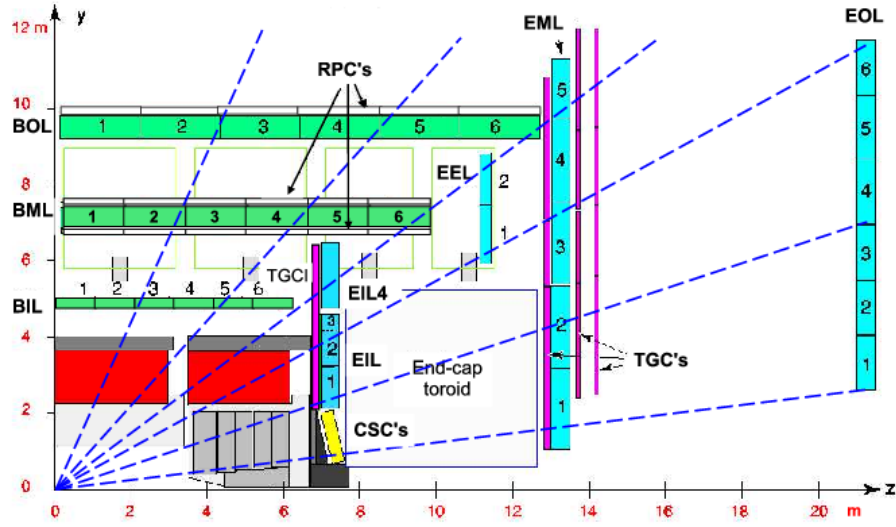 12 m
y
EML
EOL
RPC's
5
6
10
BOL
1 2 3 4 5 6
5
4
8
EEL
2
4
BML
1 2 3 4 5 6
1
3
3
6
TGCI
1 2 3 4 5 6
EIL4
BIL
2
4
3
2
2
EIL
End-cap
toroid
TGC's
1
1
2
1
CSC's
0
z
0 2 4 6 8 10 12 14 16 18 20 m